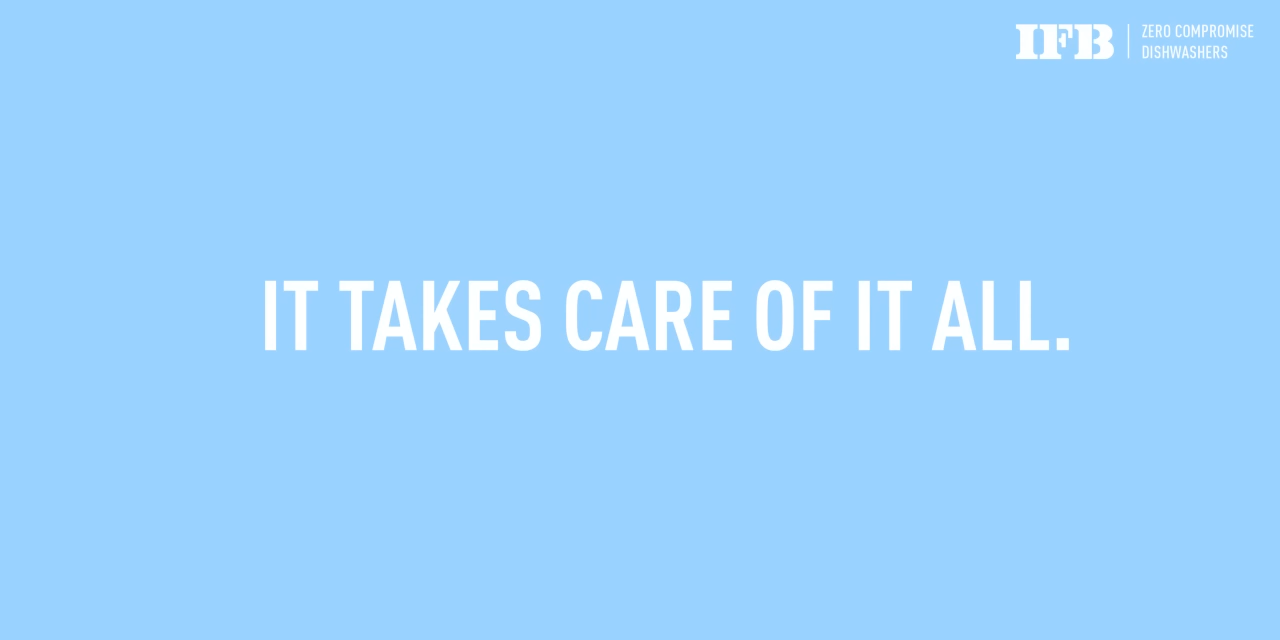 IFB
ZERO COMPROMISE
DISHWASHERS
IT TAKES CARE OF IT ALL.